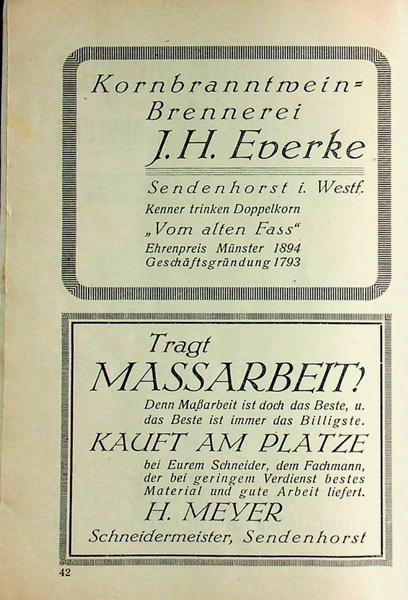 Kornbranntwein=
Brennerei
J. H. Everke
Sendenhorst i. Westf.
Kenner trinken Doppelkorn
„Vom alten Fass“
Ehrenpreis Münster 1894
Geschäftsgründung 1793
Tragt
MASSARBEIT!
Denn Maßarbeit ist doch das Beste, u.
das Beste ist immer das Billigste.
KAUFT AM PLATZE
bei Eurem Schneider, dem Fachmann,
der bei geringem Verdienst bestes
Material und gute Arbeit liefert.
H. MEYER
Schneidermeister, Sendenhorst
42